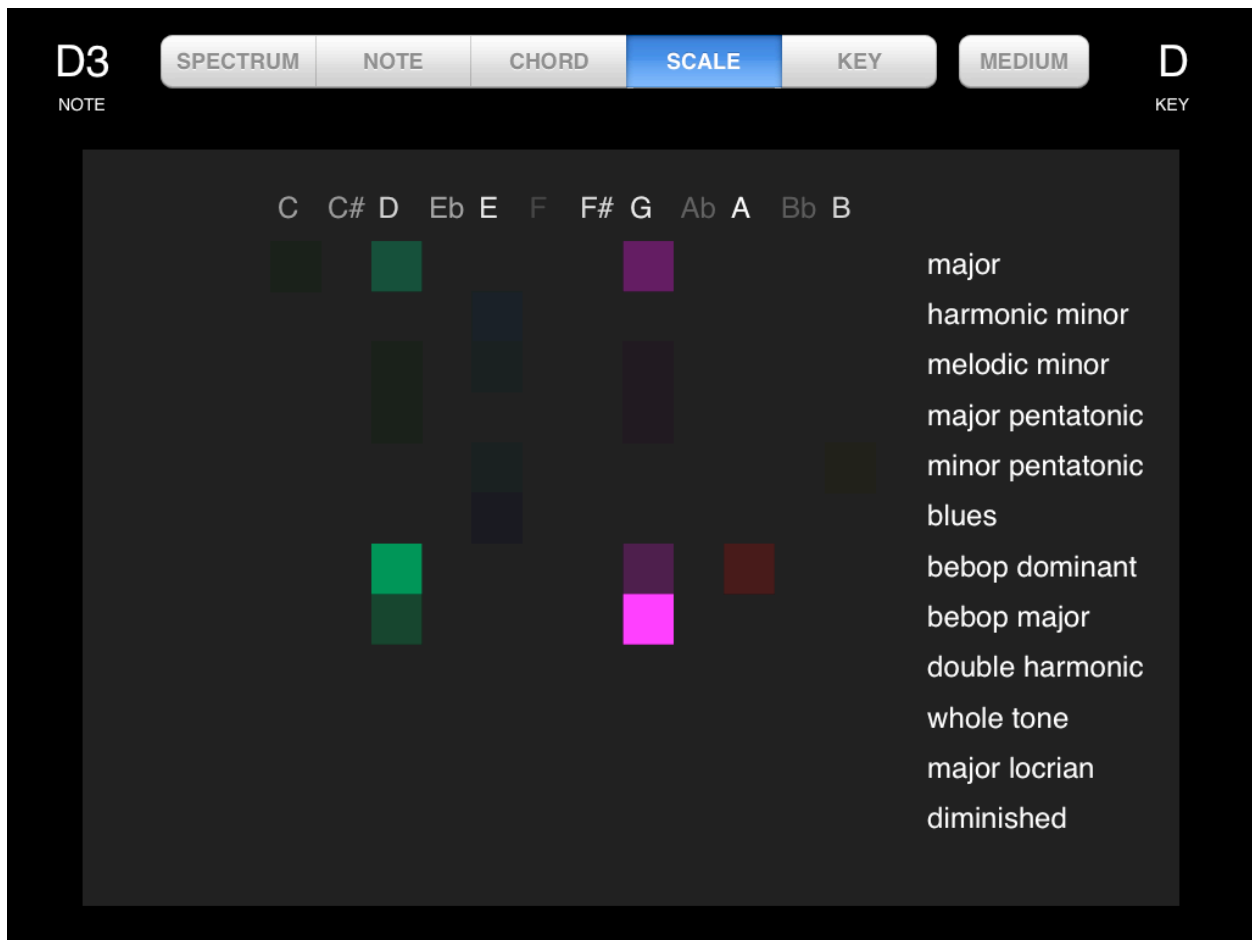 D3 SPECTRUM NOTE CHORD SCALE KEY MEDIUM D
NOTE KEY
C C# D Eb E F F# G Ab A Bb B
major
harmonic minor
melodic minor
major pentatonic
minor pentatonic
blues
bebop dominant
bebop major
double harmonic
whole tone
major locrian
diminished